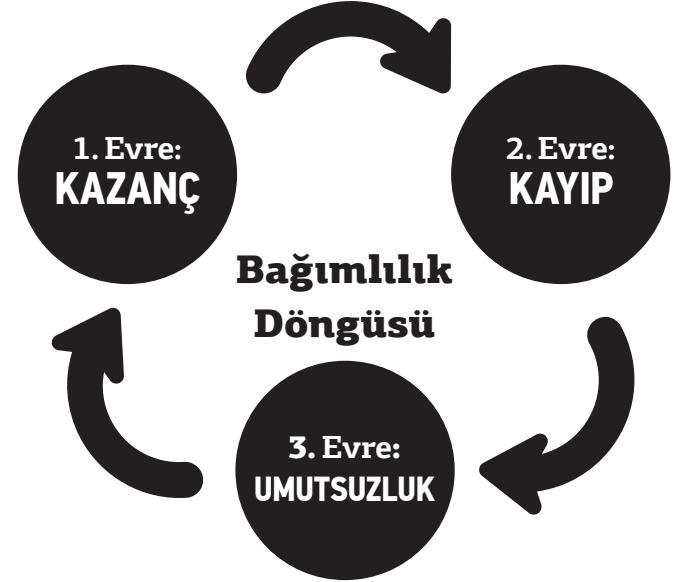 1. Evre:
KAZANÇ
2. Evre:
KAYIP
Bağımlılık
Döngüsü
3. Evre:
UMUTSUZLUK